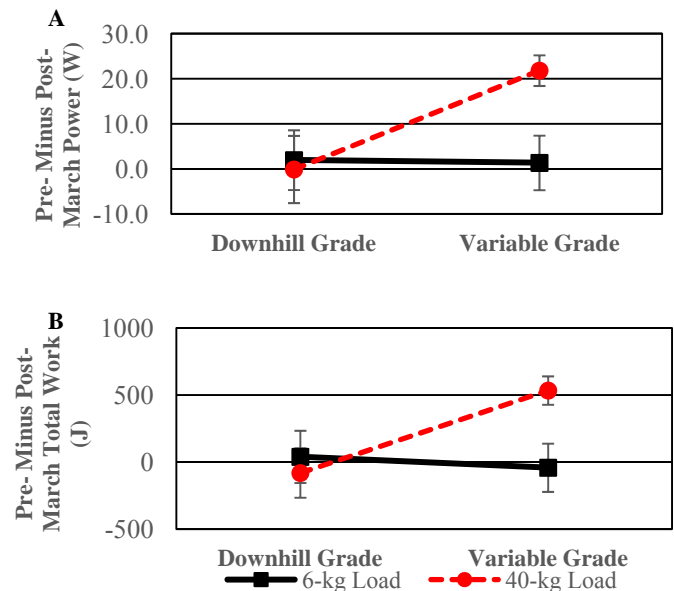 A
Pre- Minus Post-
March Power (W)
30.0
20.0
10.0
0.0
-10.0
Downhill Grade Variable Grade
B
Pre- Minus Post-
March Total Work
(J)
1000
500
0
-500
Downhill Grade Variable Grade
6-kg Load 40-kg Load